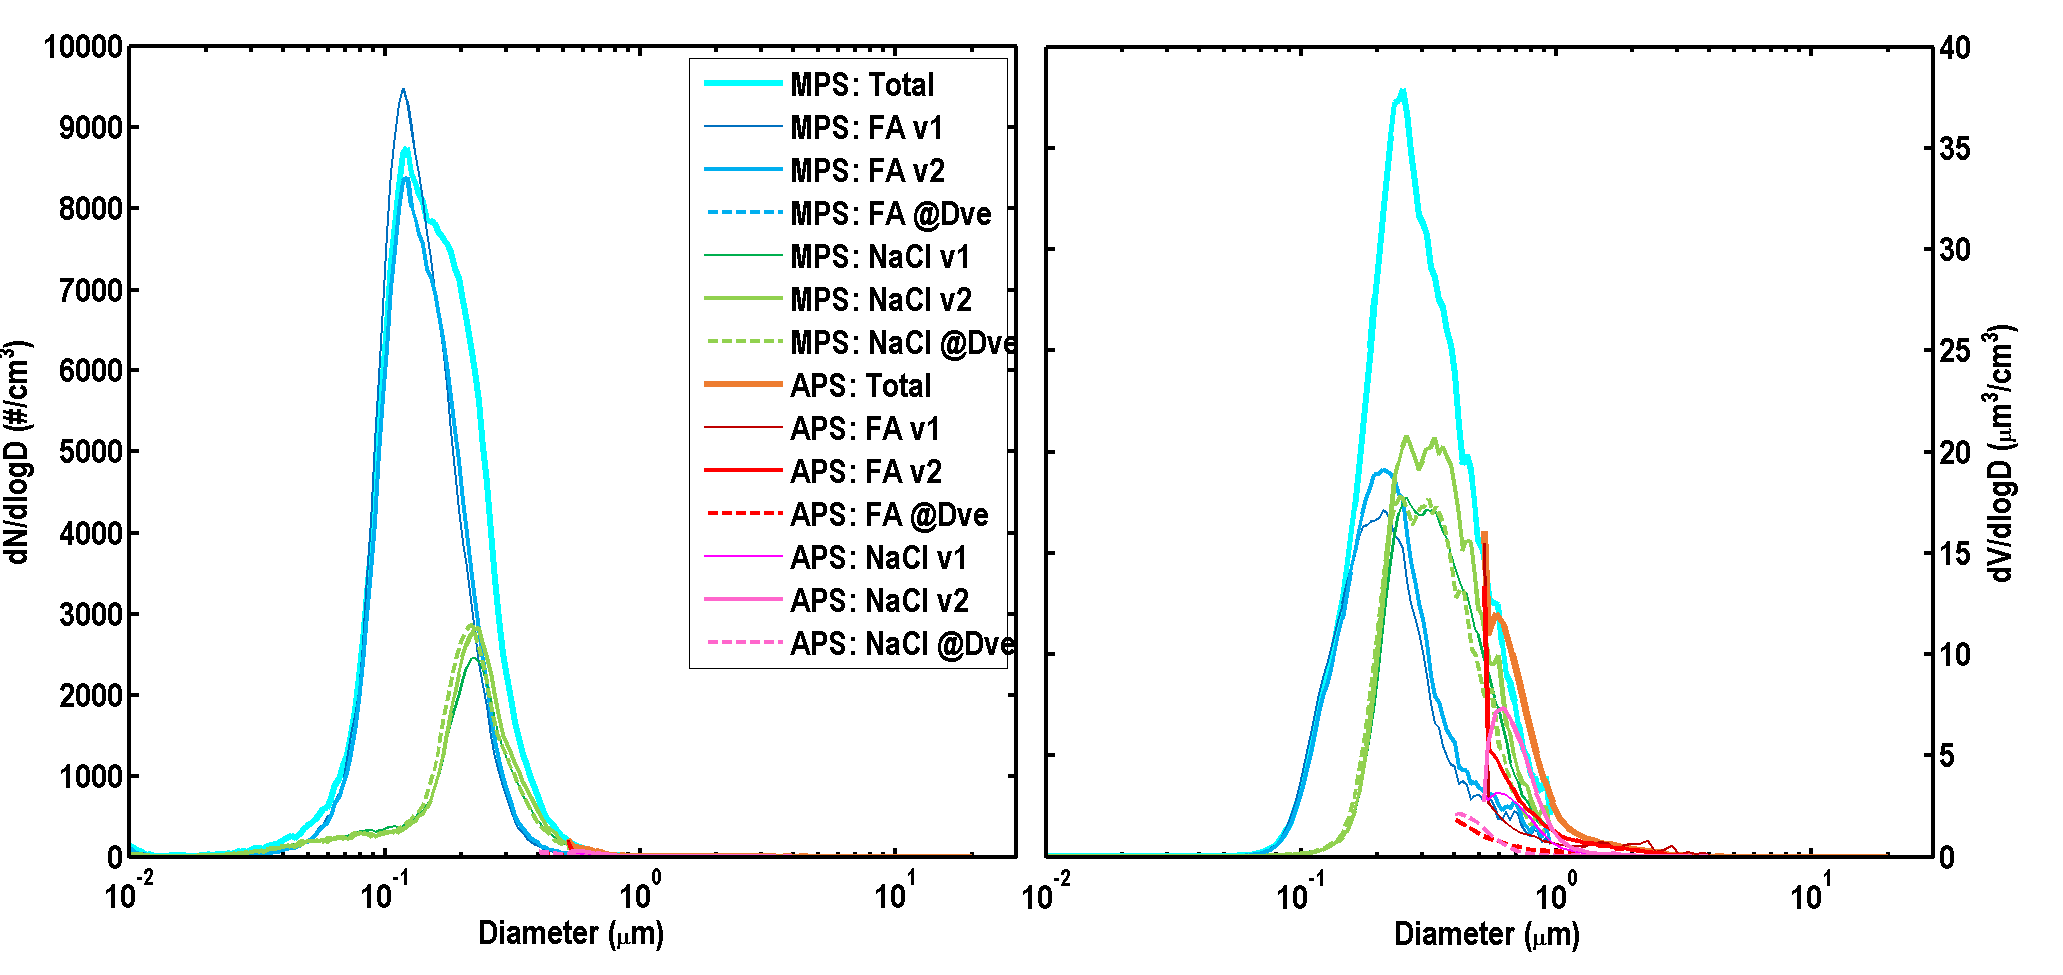 10000
9000
8000
7000
6000
5000
4000
3000
2000
1000
0
dN/dlogD (#/cm³)
10⁻² 10⁻¹ 10⁰ 10¹
Diameter (μm)
MPS: Total
MPS: FA v1
MPS: FA v2
MPS: FA @Dve
MPS: NaCl v1
MPS: NaCl v2
MPS: NaCl @Dve
APS: Total
APS: FA v1
APS: FA v2
APS: FA @Dve
APS: NaCl v1
APS: NaCl v2
APS: NaCl @Dve
40
35
30
25
20
15
10
5
0
dV/dlogD (μm³/cm³)
10⁻² 10⁻¹ 10⁰ 10¹
Diameter (μm)